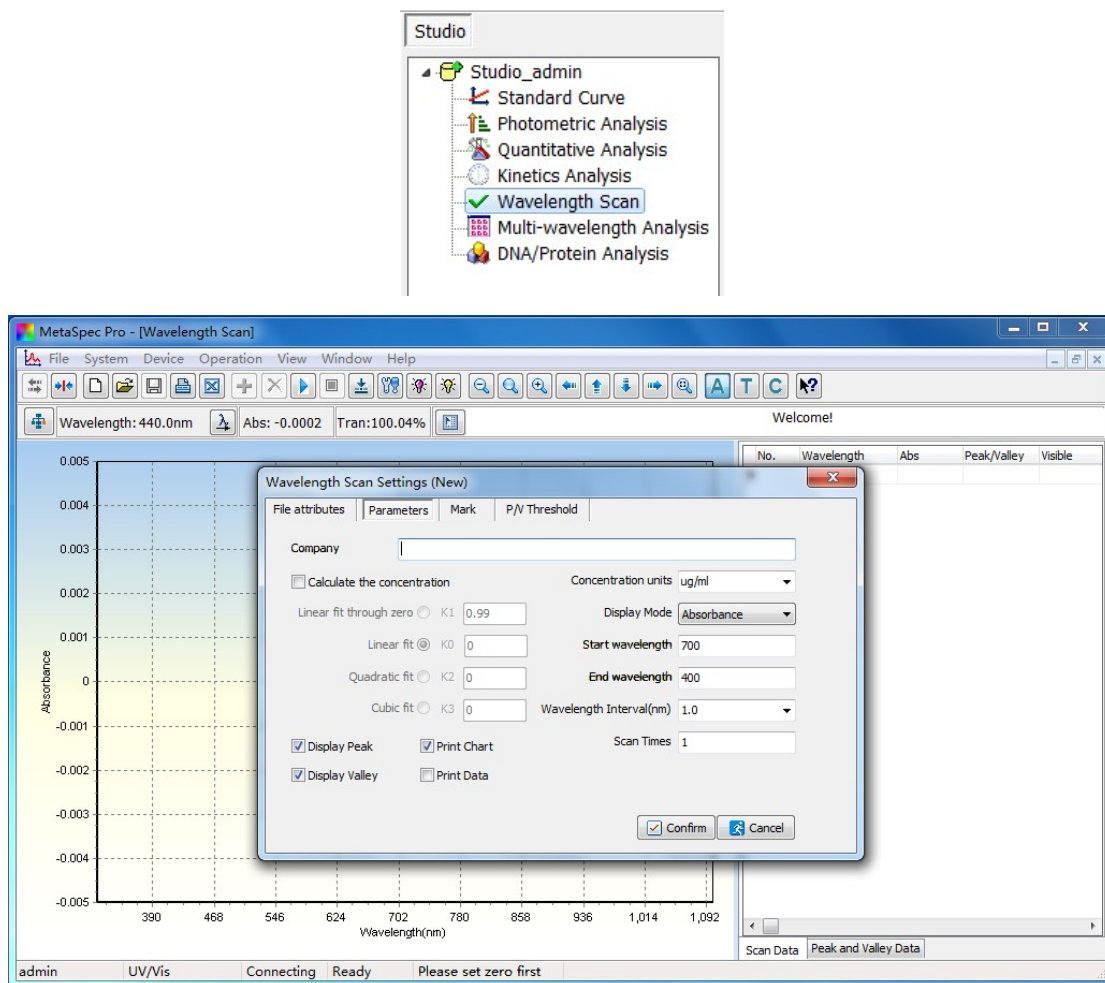 Studio
Studio_admin
Standard Curve
Photometric Analysis
Quantitative Analysis
Kinetics Analysis
Wavelength Scan
Multi-wavelength Analysis
DNA/Protein Analysis
MetaSpec Pro - [Wavelength Scan]
File System Device Operation View Window Help
A T C
Wavelength: 440.0nm Abs: -0.0002 Tran:100.04% Welcome!
No. Wavelength Abs Peak/Valley Visible
Wavelength Scan Settings (New)
File attributes Parameters Mark P/V Threshold
Company
Calculate the concentration Concentration units ug/ml
Linear fit through zero K1 0.99 Display Mode Absorbance
Linear fit K0 0 Start wavelength 700
Quadratic fit K2 0 End wavelength 400
Cubic fit K3 0 Wavelength Interval(nm) 1.0
Display Peak Print Chart Scan Times 1
Display Valley Print Data
Confirm Cancel
0.005
0.004
0.003
0.002
0.001
0
-0.001
-0.002
-0.003
-0.004
-0.005
Absorbance
390 468 546 624 702 780 858 936 1,014 1,092
Wavelength(nm)
Scan Data Peak and Valley Data
admin UV/Vis Connecting Ready Please set zero first